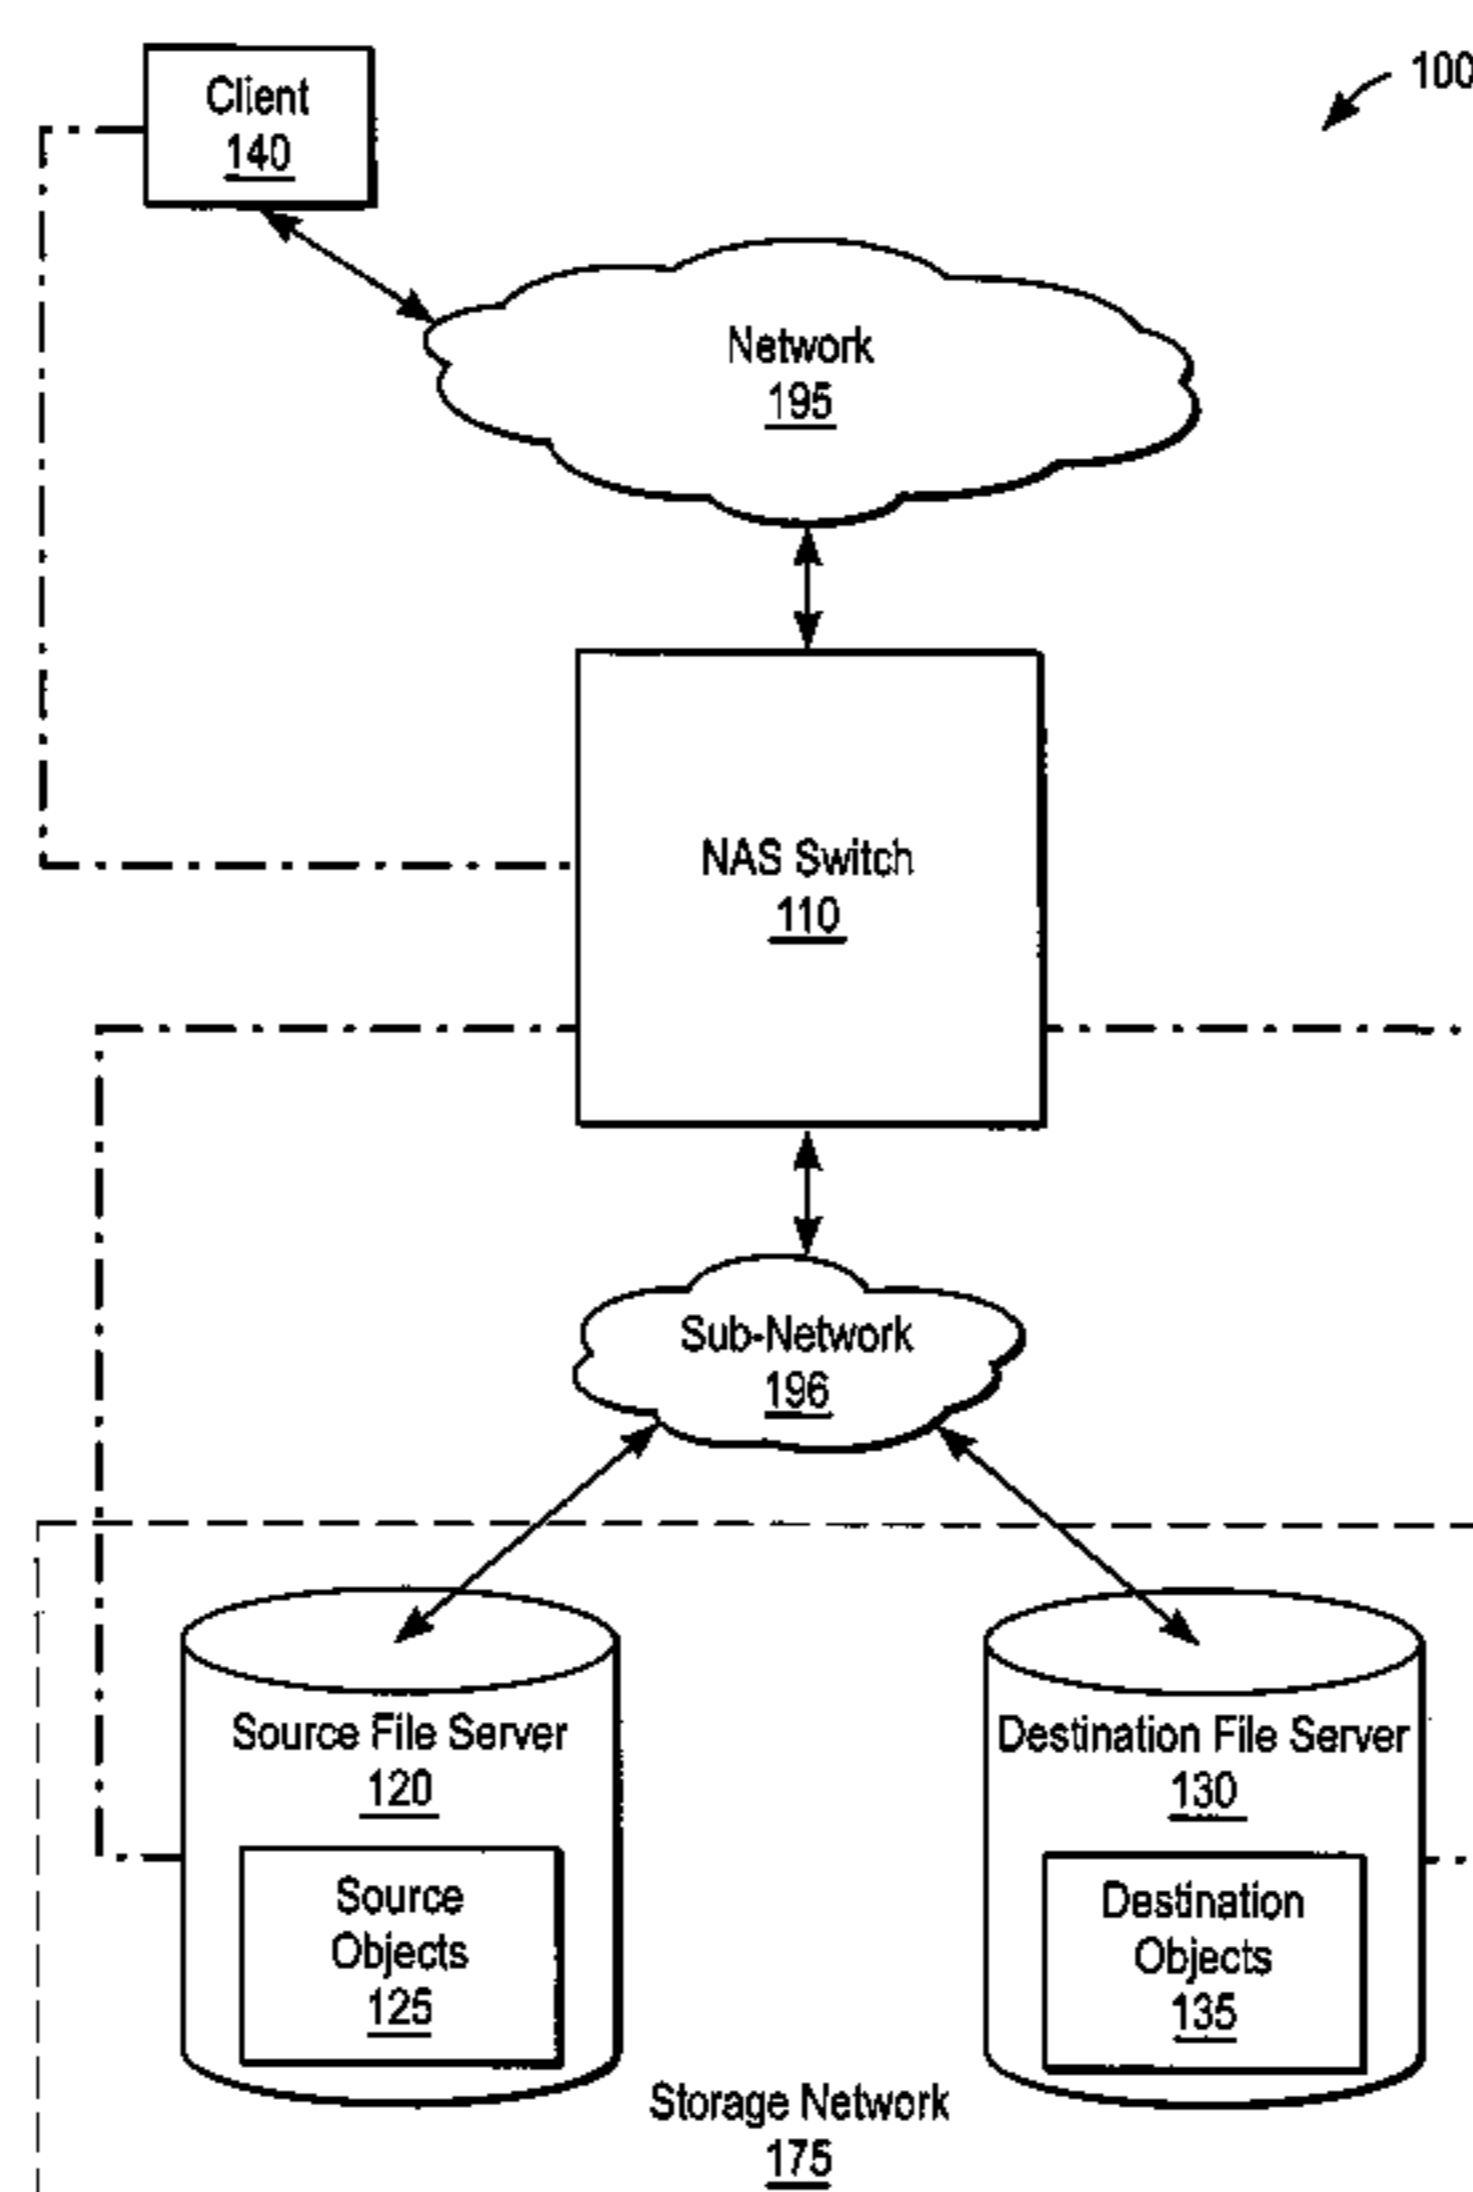 Client
140
100
Network
195
NAS Switch
110
Sub-Network
196
Source File Server
120
Source
Objects
125
Destination File Server
130
Destination
Objects
135
Storage Network
175